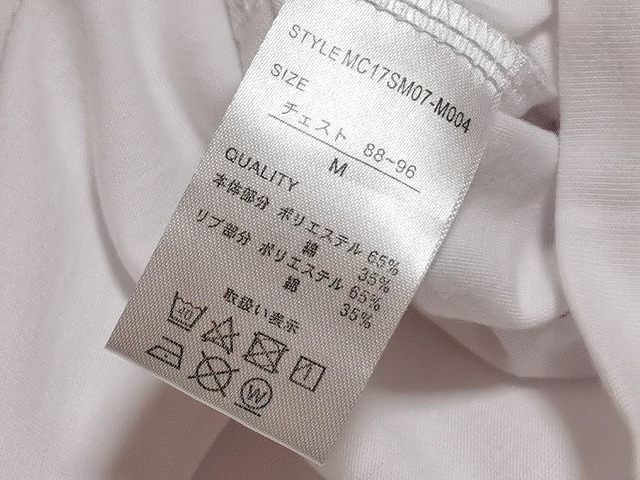 STYLE MC17SM07-M004
SIZE
チェスト 88~96
M
QUALITY
本体部分 ポリエステル 65%
綿 35%
リブ部分 ポリエステル 65%
綿 35%
取扱い表示
40
W